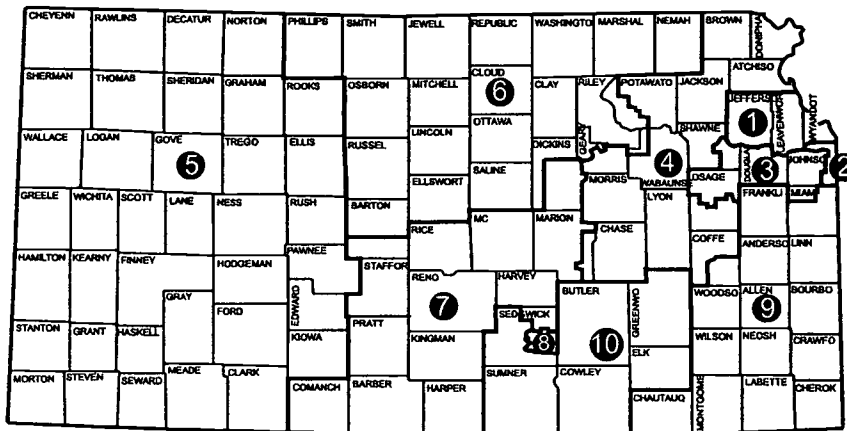 CHEYENN RAWLINS DECATUR NORTON PHILLIPS SMITH JEWELL REPUBLIC WASHINGTO MARSHAL NEMAH BROWN DONIPHA
ATCHISO
SHERMAN THOMAS SHERIDAN GRAHAM ROOKS OSBORN MITCHELL CLOUD 6 CLAY RILEY POTAWATO JACKSON
JEFFERS 1 LEAVENWOR WYANDOT
OTTAWA
WALLACE LOGAN GOVE 5 TREGO ELLIS RUSSEL LINCOLN DICKINS GEARY 4 SHAWNE
DOUGLAS 3 JOHNSO 2
SALINE
ELLSWORT MORRIS WABAUNSE OSAGE
GREELE WICHITA SCOTT LANE NESS RUSH BARTON LYON FRANKLI MIAMI
RICE MC MARION CHASE
HAMILTON KEARNY FINNEY HODGEMAN PAWNEE STAFFOR COFFE ANDERSO LINN
RENO 7 HARVEY
GRAY EDWARD BUTLER GREENWO WOODSO ALLEN 9 BOURBO
FORD SEDGWICK
STANTON GRANT HASKELL KIOWA PRATT KINGMAN 8 10 WILSON NEOSH CRAWFO
ELK
MORTON STEVEN SEWARD MEADE CLARK COMANCH BARBER HARPER SUMNER COWLEY CHAUTAUQ MONTGOME LABETTE CHEROK